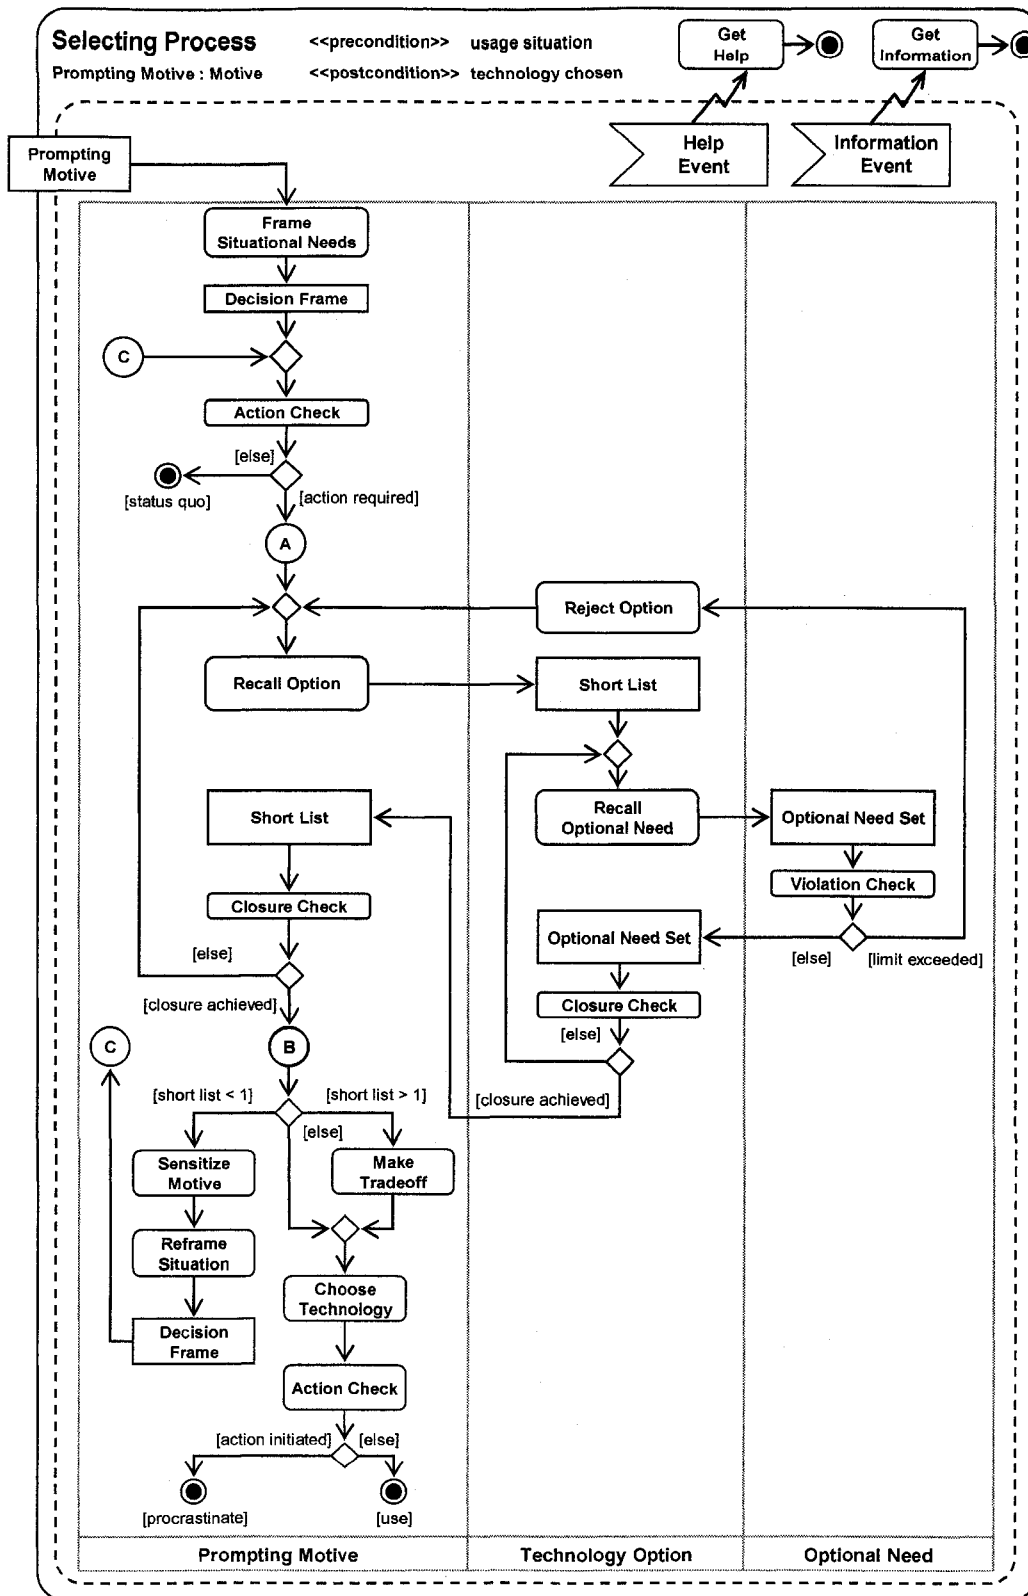 Selecting Process <<precondition>> usage situation
Prompting Motive : Motive <<postcondition>> technology chosen
Get
Help
Get
Information
Help
Event
Information
Event
Prompting
Motive
Frame
Situational Needs
Decision Frame
C
Action Check
[else]
[status quo]
[action required]
A
Reject Option
Recall Option
Short List
Recall
Optional Need
Optional Need Set
Short List
Violation Check
Closure Check
Optional Need Set
[else]
[limit exceeded]
[else]
Closure Check
[closure achieved]
[else]
C
B
[short list < 1]
[short list > 1]
[closure achieved]
[else]
Sensitize
Motive
Make
Tradeoff
Reframe
Situation
Choose
Technology
Decision
Frame
Action Check
[action initiated]
[else]
[procrastinate]
[use]
Prompting Motive
Technology Option
Optional Need